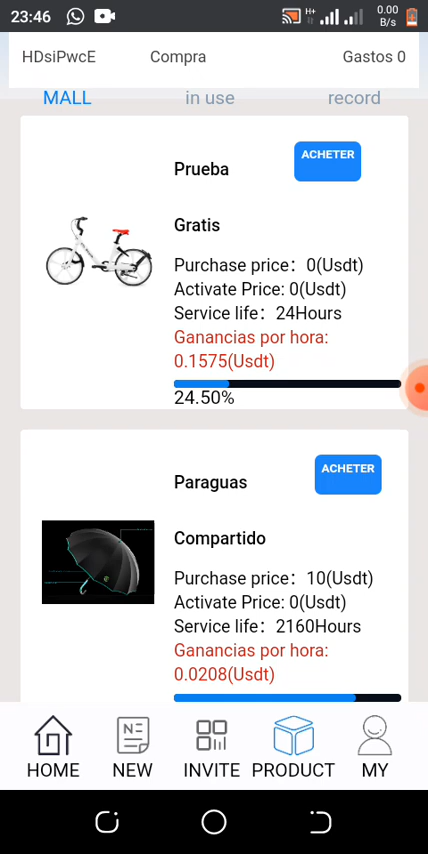 23:46
H+
0.00
B/s
HDsiPwcE Compra Gastos 0
MALL in use record
Prueba
ACHETER
Gratis
Purchase price: 0(Usdt)
Activate Price: 0(Usdt)
Service life: 24Hours
Ganancias por hora:
0.1575(Usdt)
24.50%
Paraguas
ACHETER
Compartido
Purchase price: 10(Usdt)
Activate Price: 0(Usdt)
Service life: 2160Hours
Ganancias por hora:
0.0208(Usdt)
HOME NEW INVITE PRODUCT MY